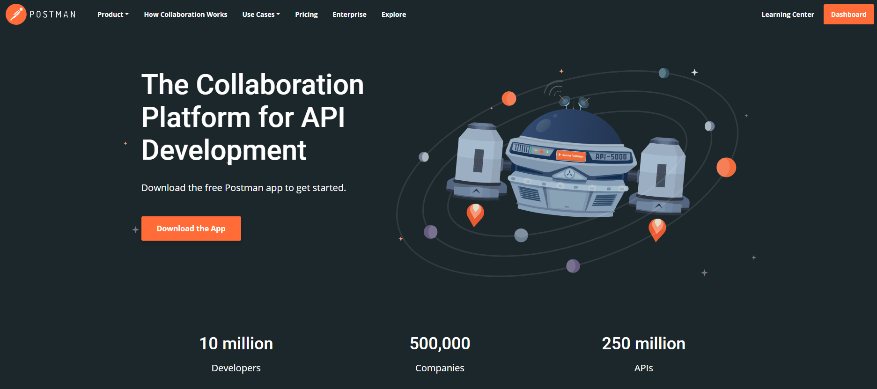 POSTMAN Product How Collaboration Works Use Cases Pricing Enterprise Explore Learning Center Dashboard
The Collaboration
Platform for API
Development
Download the free Postman app to get started.
Download the App
API-5000
10 million 500,000 250 million
Developers Companies APIs